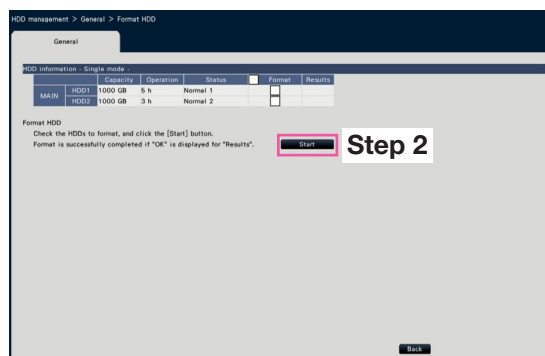 HDD management > General > Format HDD
General
HDD information - Single mode -
Capacity Operation Status Format Results
MAIN HDD1 1000 GB 5 h Normal 1
HDD2 1000 GB 3 h Normal 2
Format HDD
Check the HDDs to format, and click the [Start] button.
Format is successfully completed if "OK" is displayed for "Results". Start Step 2
Back